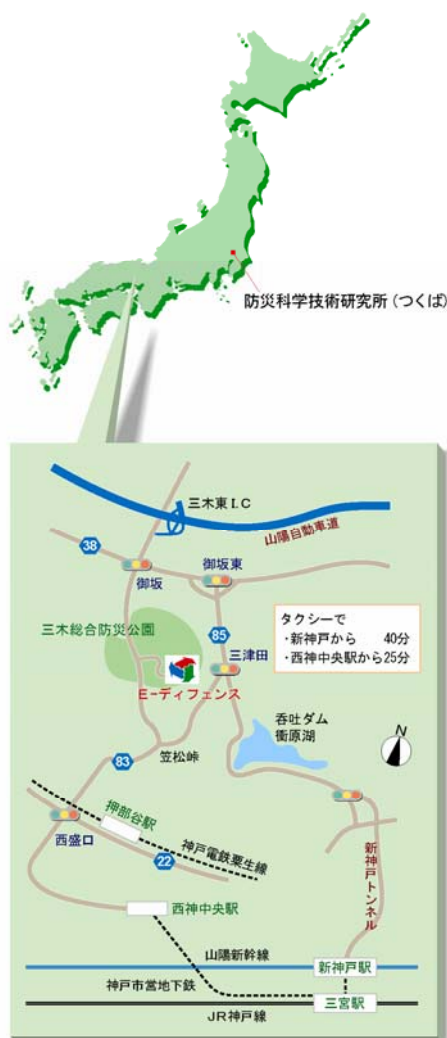 防災科学技術研究所（つくば）
三木東I.C
山陽自動車道
38
御坂東
御坂
三木総合防災公園
85
三津田
タクシーで
・新神戸から 40分
・西神中央駅から25分
E-ディフェンス
呑吐ダム
衝原湖
N
笠松峠
83
押部谷駅
西盛口
神戸電鉄粟生線
22
新神戸トンネル
西神中央駅
山陽新幹線
新神戸駅
神戸市営地下鉄
三宮駅
JR神戸線